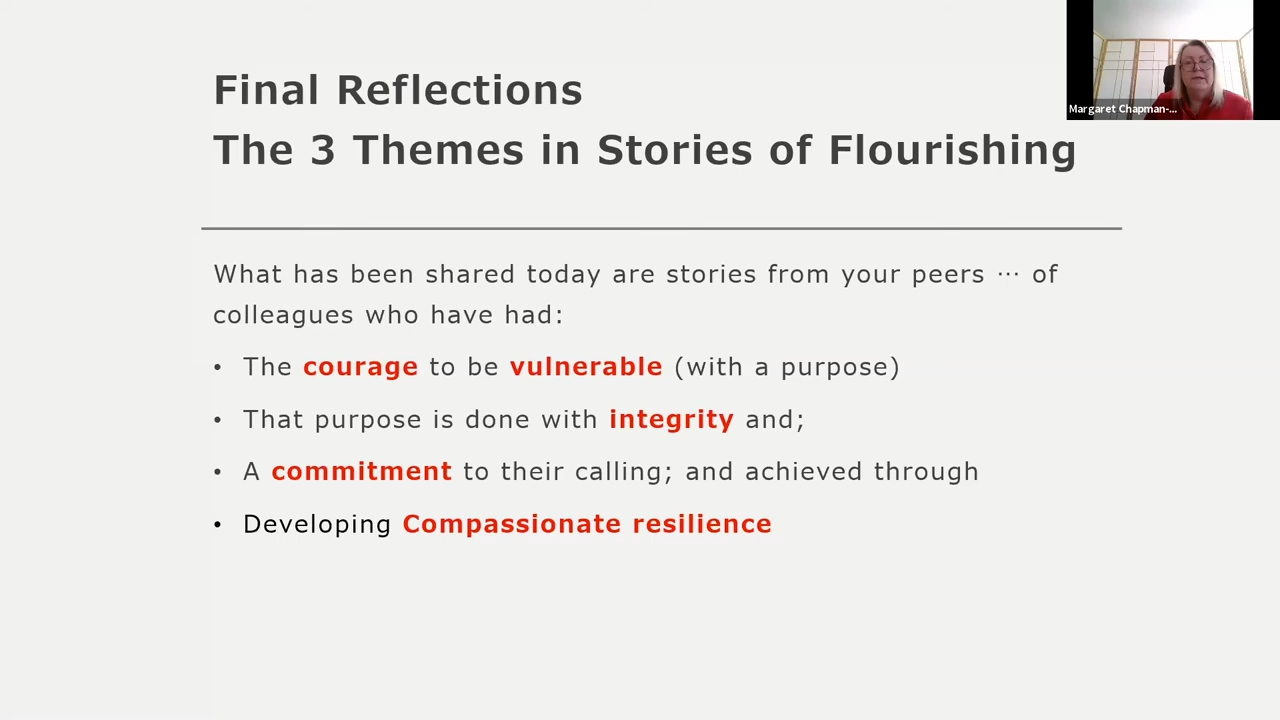 Final Reflections
The 3 Themes in Stories of Flourishing
Margaret Chapman-...
What has been shared today are stories from your peers … of
colleagues who have had:
• The courage to be vulnerable (with a purpose)
• That purpose is done with integrity and;
• A commitment to their calling; and achieved through
• Developing Compassionate resilience